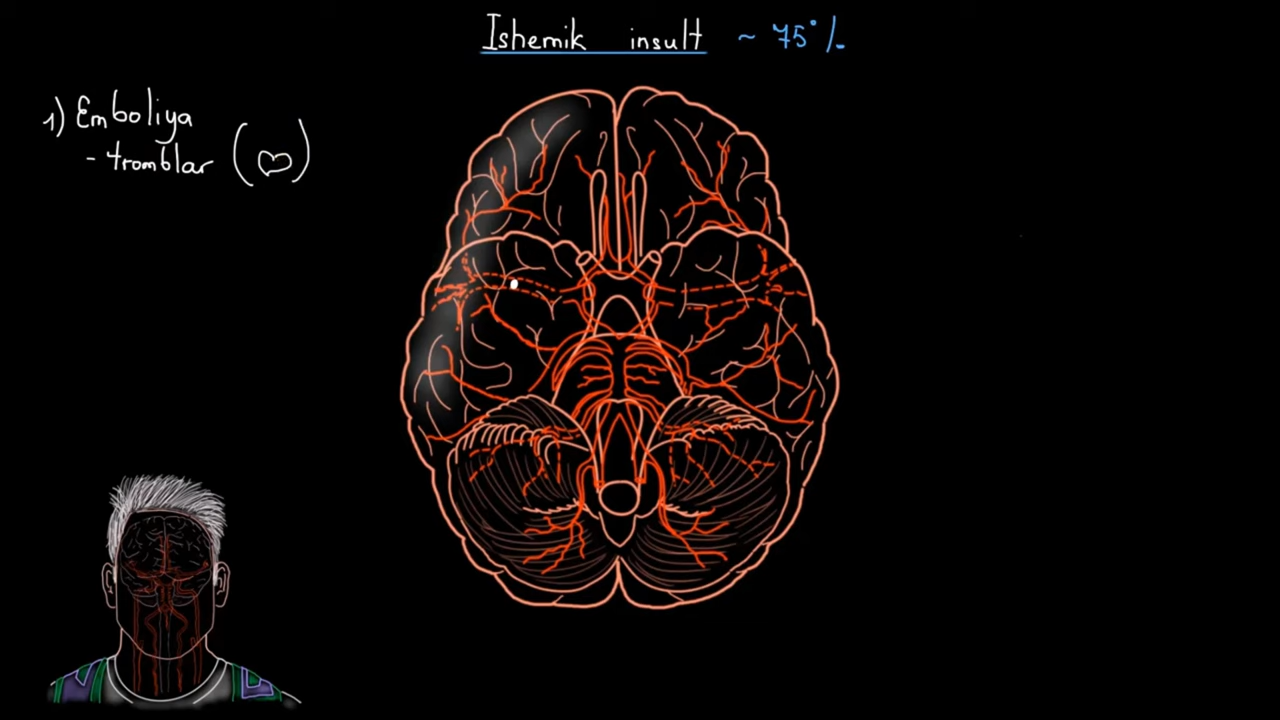 Ishemik insult ~ 75%
1) Emboliya
- tromblar ( )